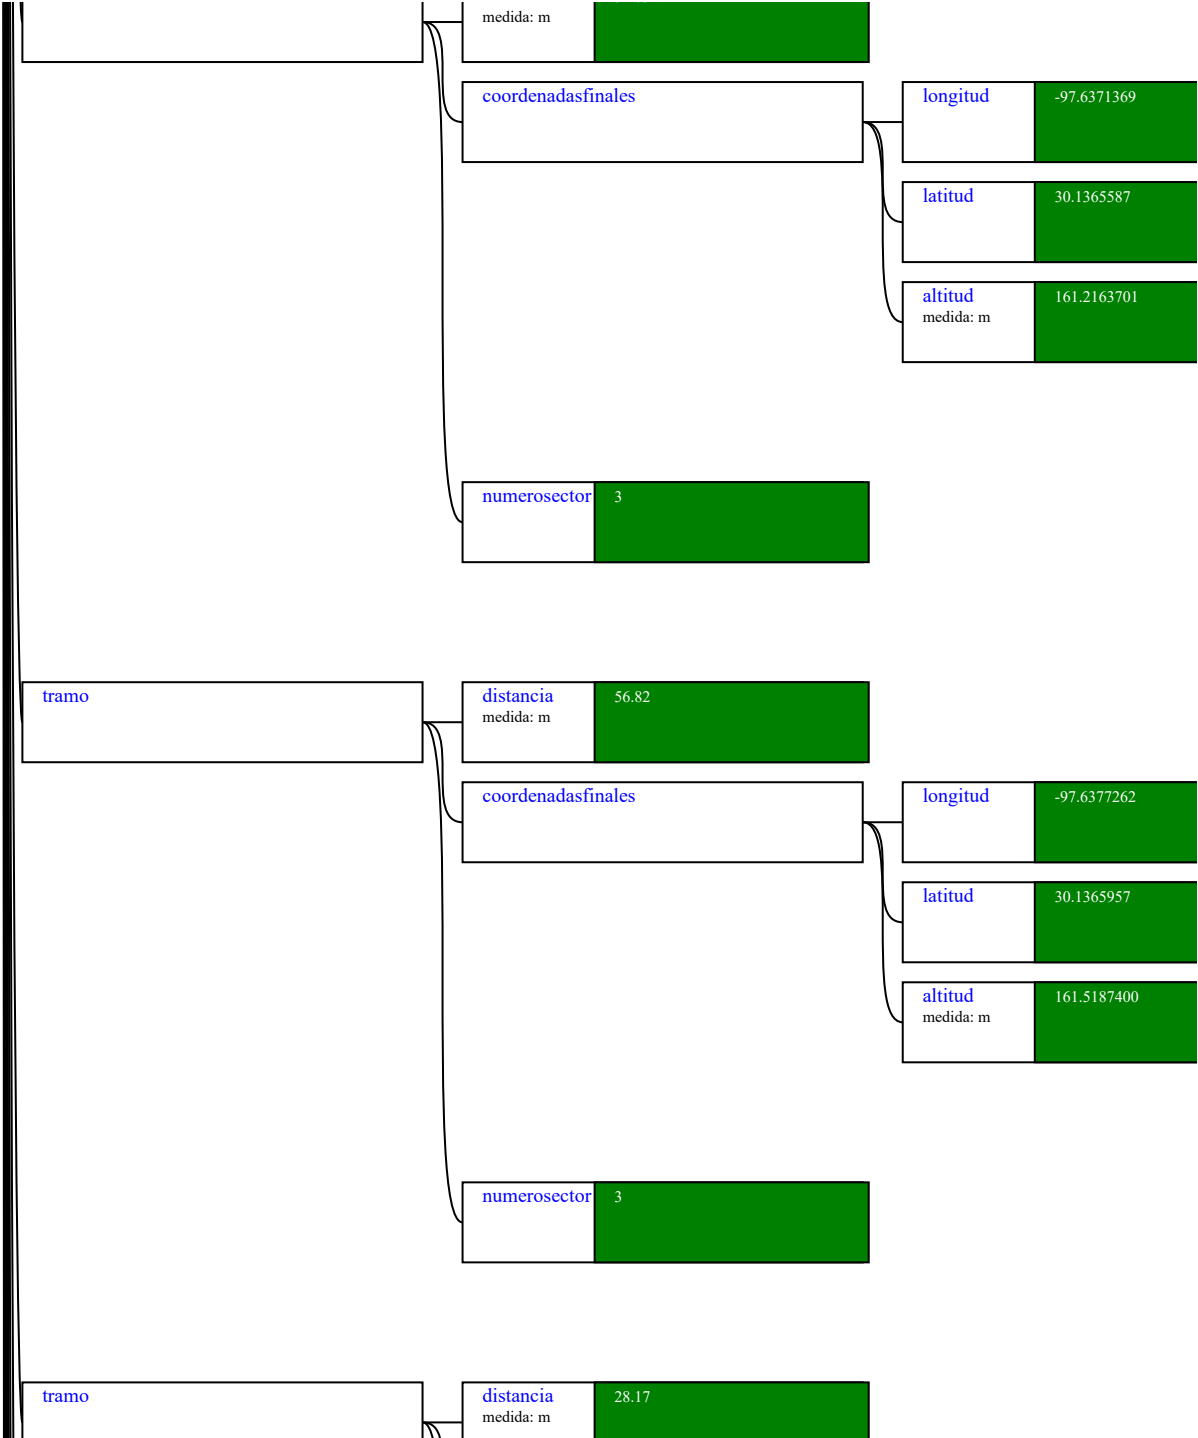 medida: m
coordenadasfinales
longitud -97.6371369
latitud 30.1365587
altitud 161.2163701
medida: m
numerosector 3
tramo distancia 56.82
medida: m
coordenadasfinales
longitud -97.6377262
latitud 30.1365957
altitud 161.5187400
medida: m
numerosector 3
tramo distancia 28.17
medida: m